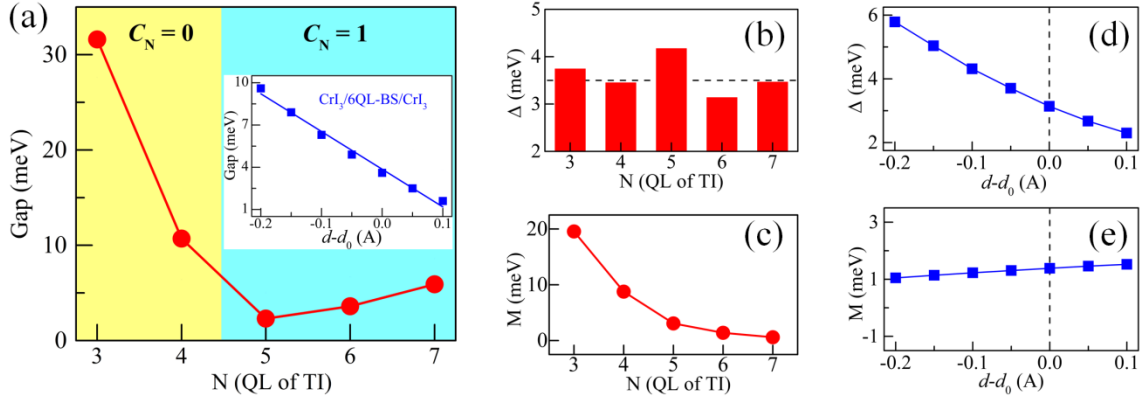 (a)
C_N = 0
C_N = 1
Gap (meV)
30
20
10
0
3 4 5 6 7
N (QL of TI)
CrI₃/6QL-BS/CrI₃
Gap (meV)
10
7
4
1
-0.2 -0.1 0.0 0.1
d-d₀ (A)
(b)
Δ (meV)
5
4
3
2
3 4 5 6 7
N (QL of TI)
(c)
M (meV)
20
10
0
3 4 5 6 7
N (QL of TI)
(d)
Δ (meV)
6
4
2
-0.2 -0.1 0.0 0.1
d-d₀ (A)
(e)
M (meV)
3
1
-1
-0.2 -0.1 0.0 0.1
d-d₀ (A)